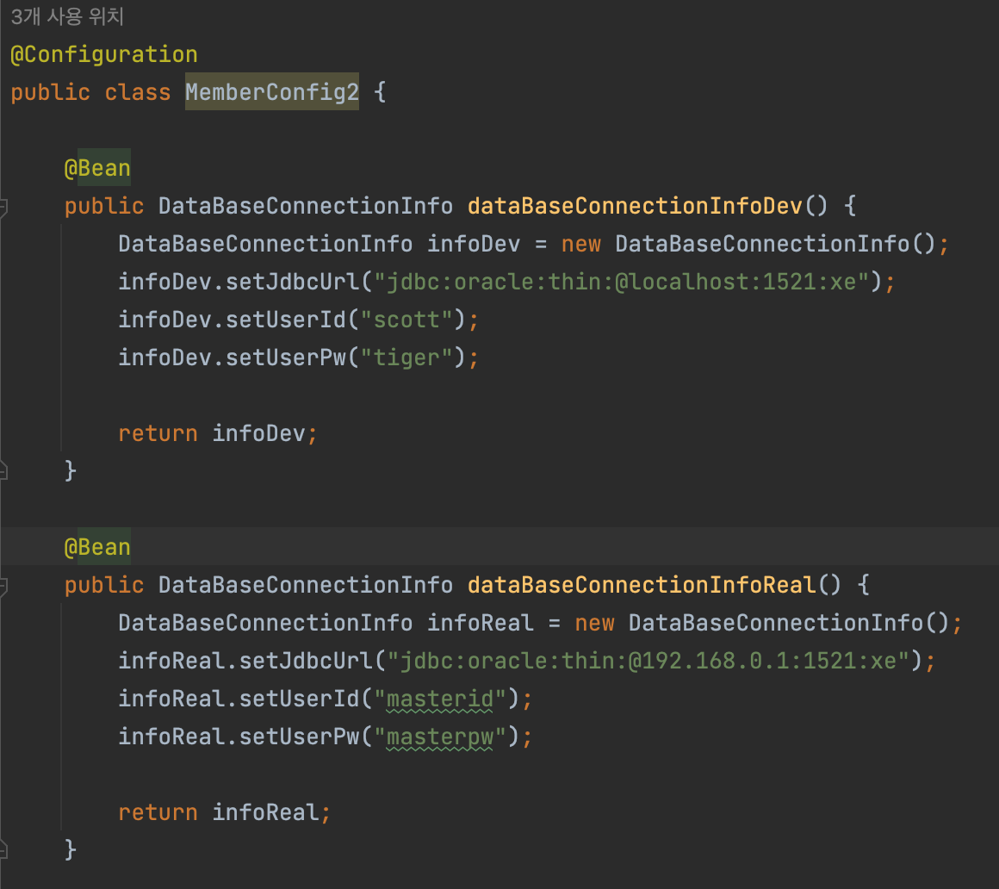 3개 사용 위치
@Configuration
public class MemberConfig2 {
@Bean
public DataBaseConnectionInfo dataBaseConnectionInfoDev() {
DataBaseConnectionInfo infoDev = new DataBaseConnectionInfo();
infoDev.setJdbcUrl("jdbc:oracle:thin:@localhost:1521:xe");
infoDev.setUserId("scott");
infoDev.setUserPw("tiger");
return infoDev;
}
@Bean
public DataBaseConnectionInfo dataBaseConnectionInfoReal() {
DataBaseConnectionInfo infoReal = new DataBaseConnectionInfo();
infoReal.setJdbcUrl("jdbc:oracle:thin:@192.168.0.1:1521:xe");
infoReal.setUserId("masterid");
infoReal.setUserPw("masterpw");
return infoReal;
}